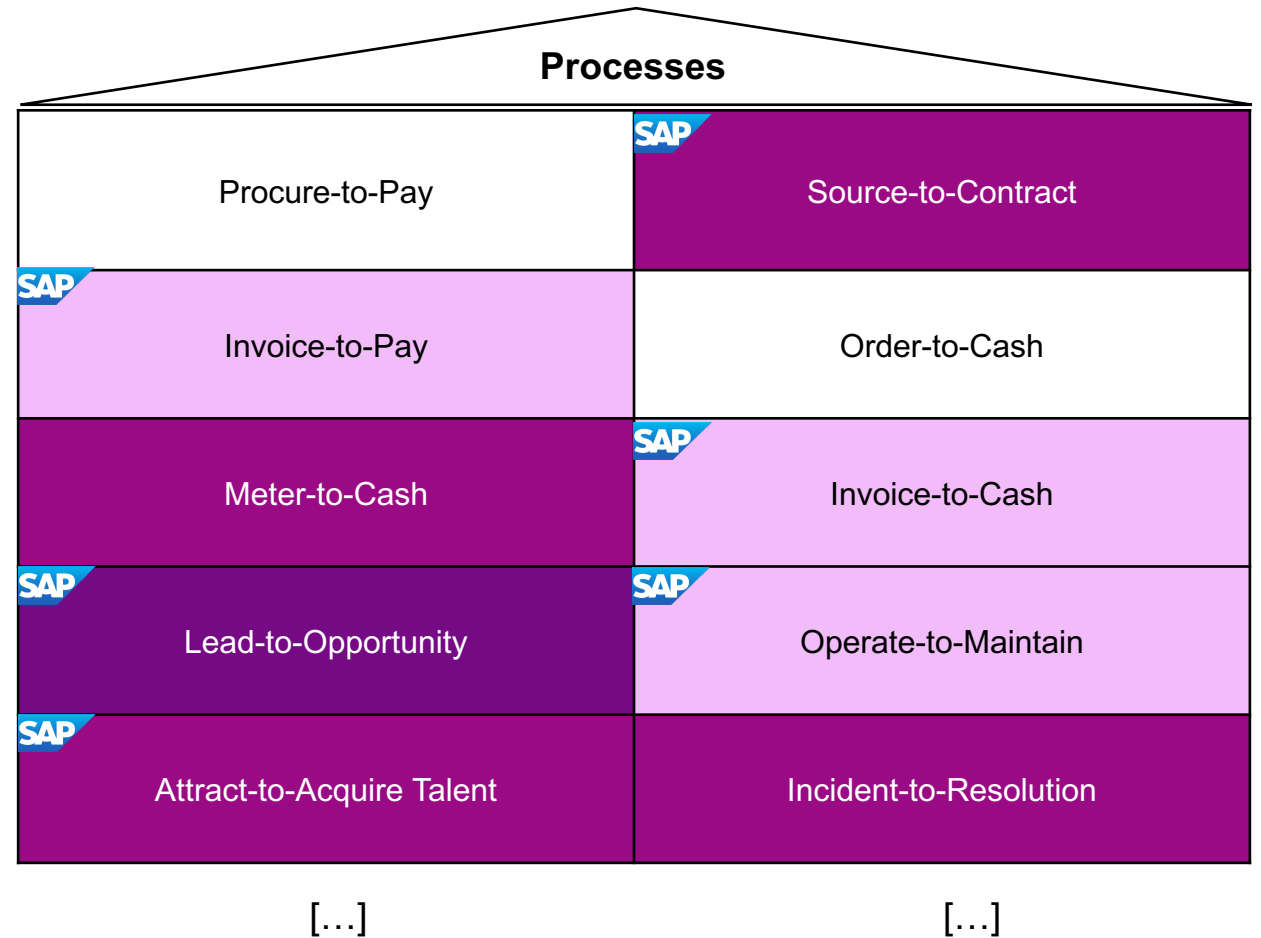 Processes
Procure-to-Pay
SAP
Source-to-Contract
SAP
Invoice-to-Pay
Order-to-Cash
Meter-to-Cash
SAP
Invoice-to-Cash
SAP
Lead-to-Opportunity
SAP
Operate-to-Maintain
SAP
Attract-to-Acquire Talent
Incident-to-Resolution
[…]
[…]